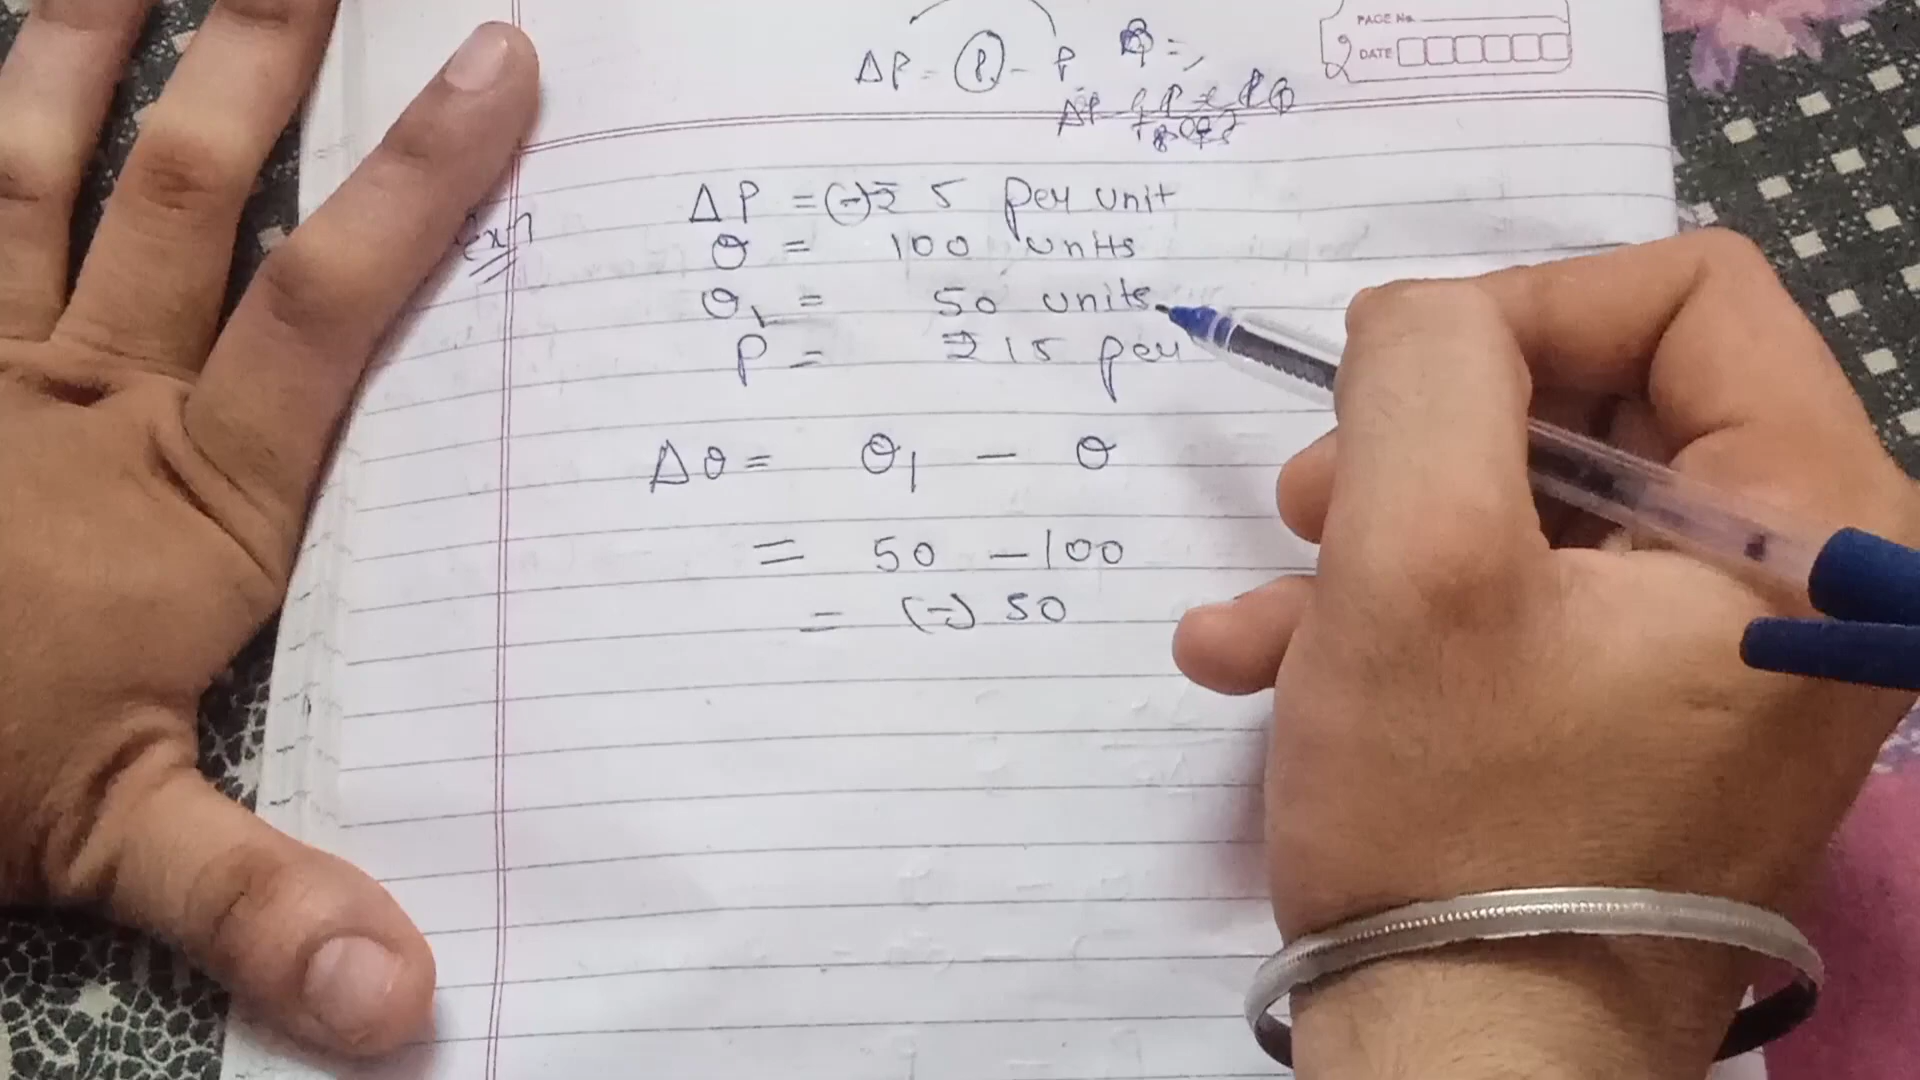 PAGE No.
DATE
ΔP = P₁ - P
exn
ΔP = (-)₹ 5 per unit
Q = 100 units
Q₁ = 50 units
P = ₹ 15 per
ΔQ = Q₁ - Q
= 50 - 100
= (-) 50